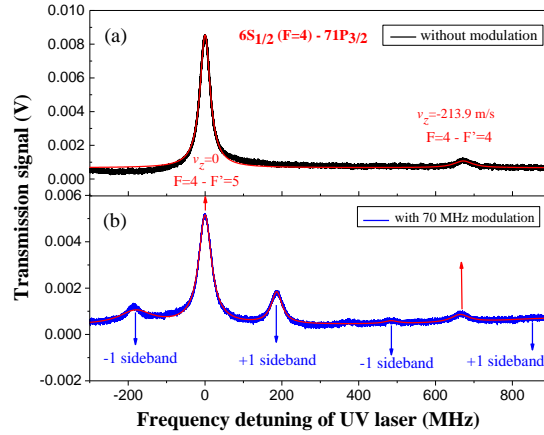 (a)
6S1/2 (F=4) - 71P3/2
without modulation
vz=-213.9 m/s
F=4 - F'=4
vz=0
F=4 - F'=5
0.010
0.008
0.006
0.004
0.002
0.000
Transmission signal (V)
(b)
with 70 MHz modulation
-1 sideband
+1 sideband
-1 sideband
+1 sideband
0.006
0.004
0.002
0.000
-0.002
-200 0 200 400 600 800
Frequency detuning of UV laser (MHz)